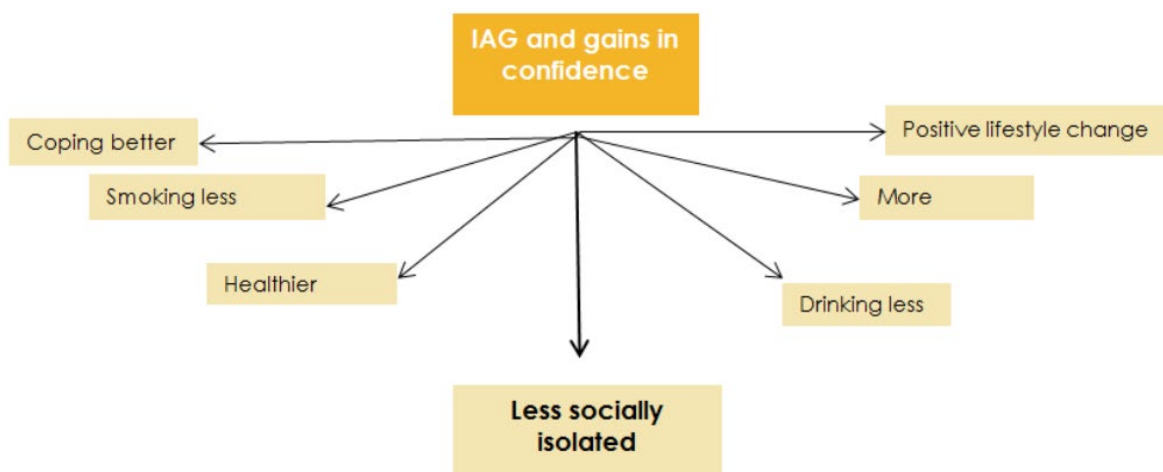 IAG and gains in
confidence
Coping better
Positive lifestyle change
Smoking less
More
Healthier
Drinking less
Less socially
isolated